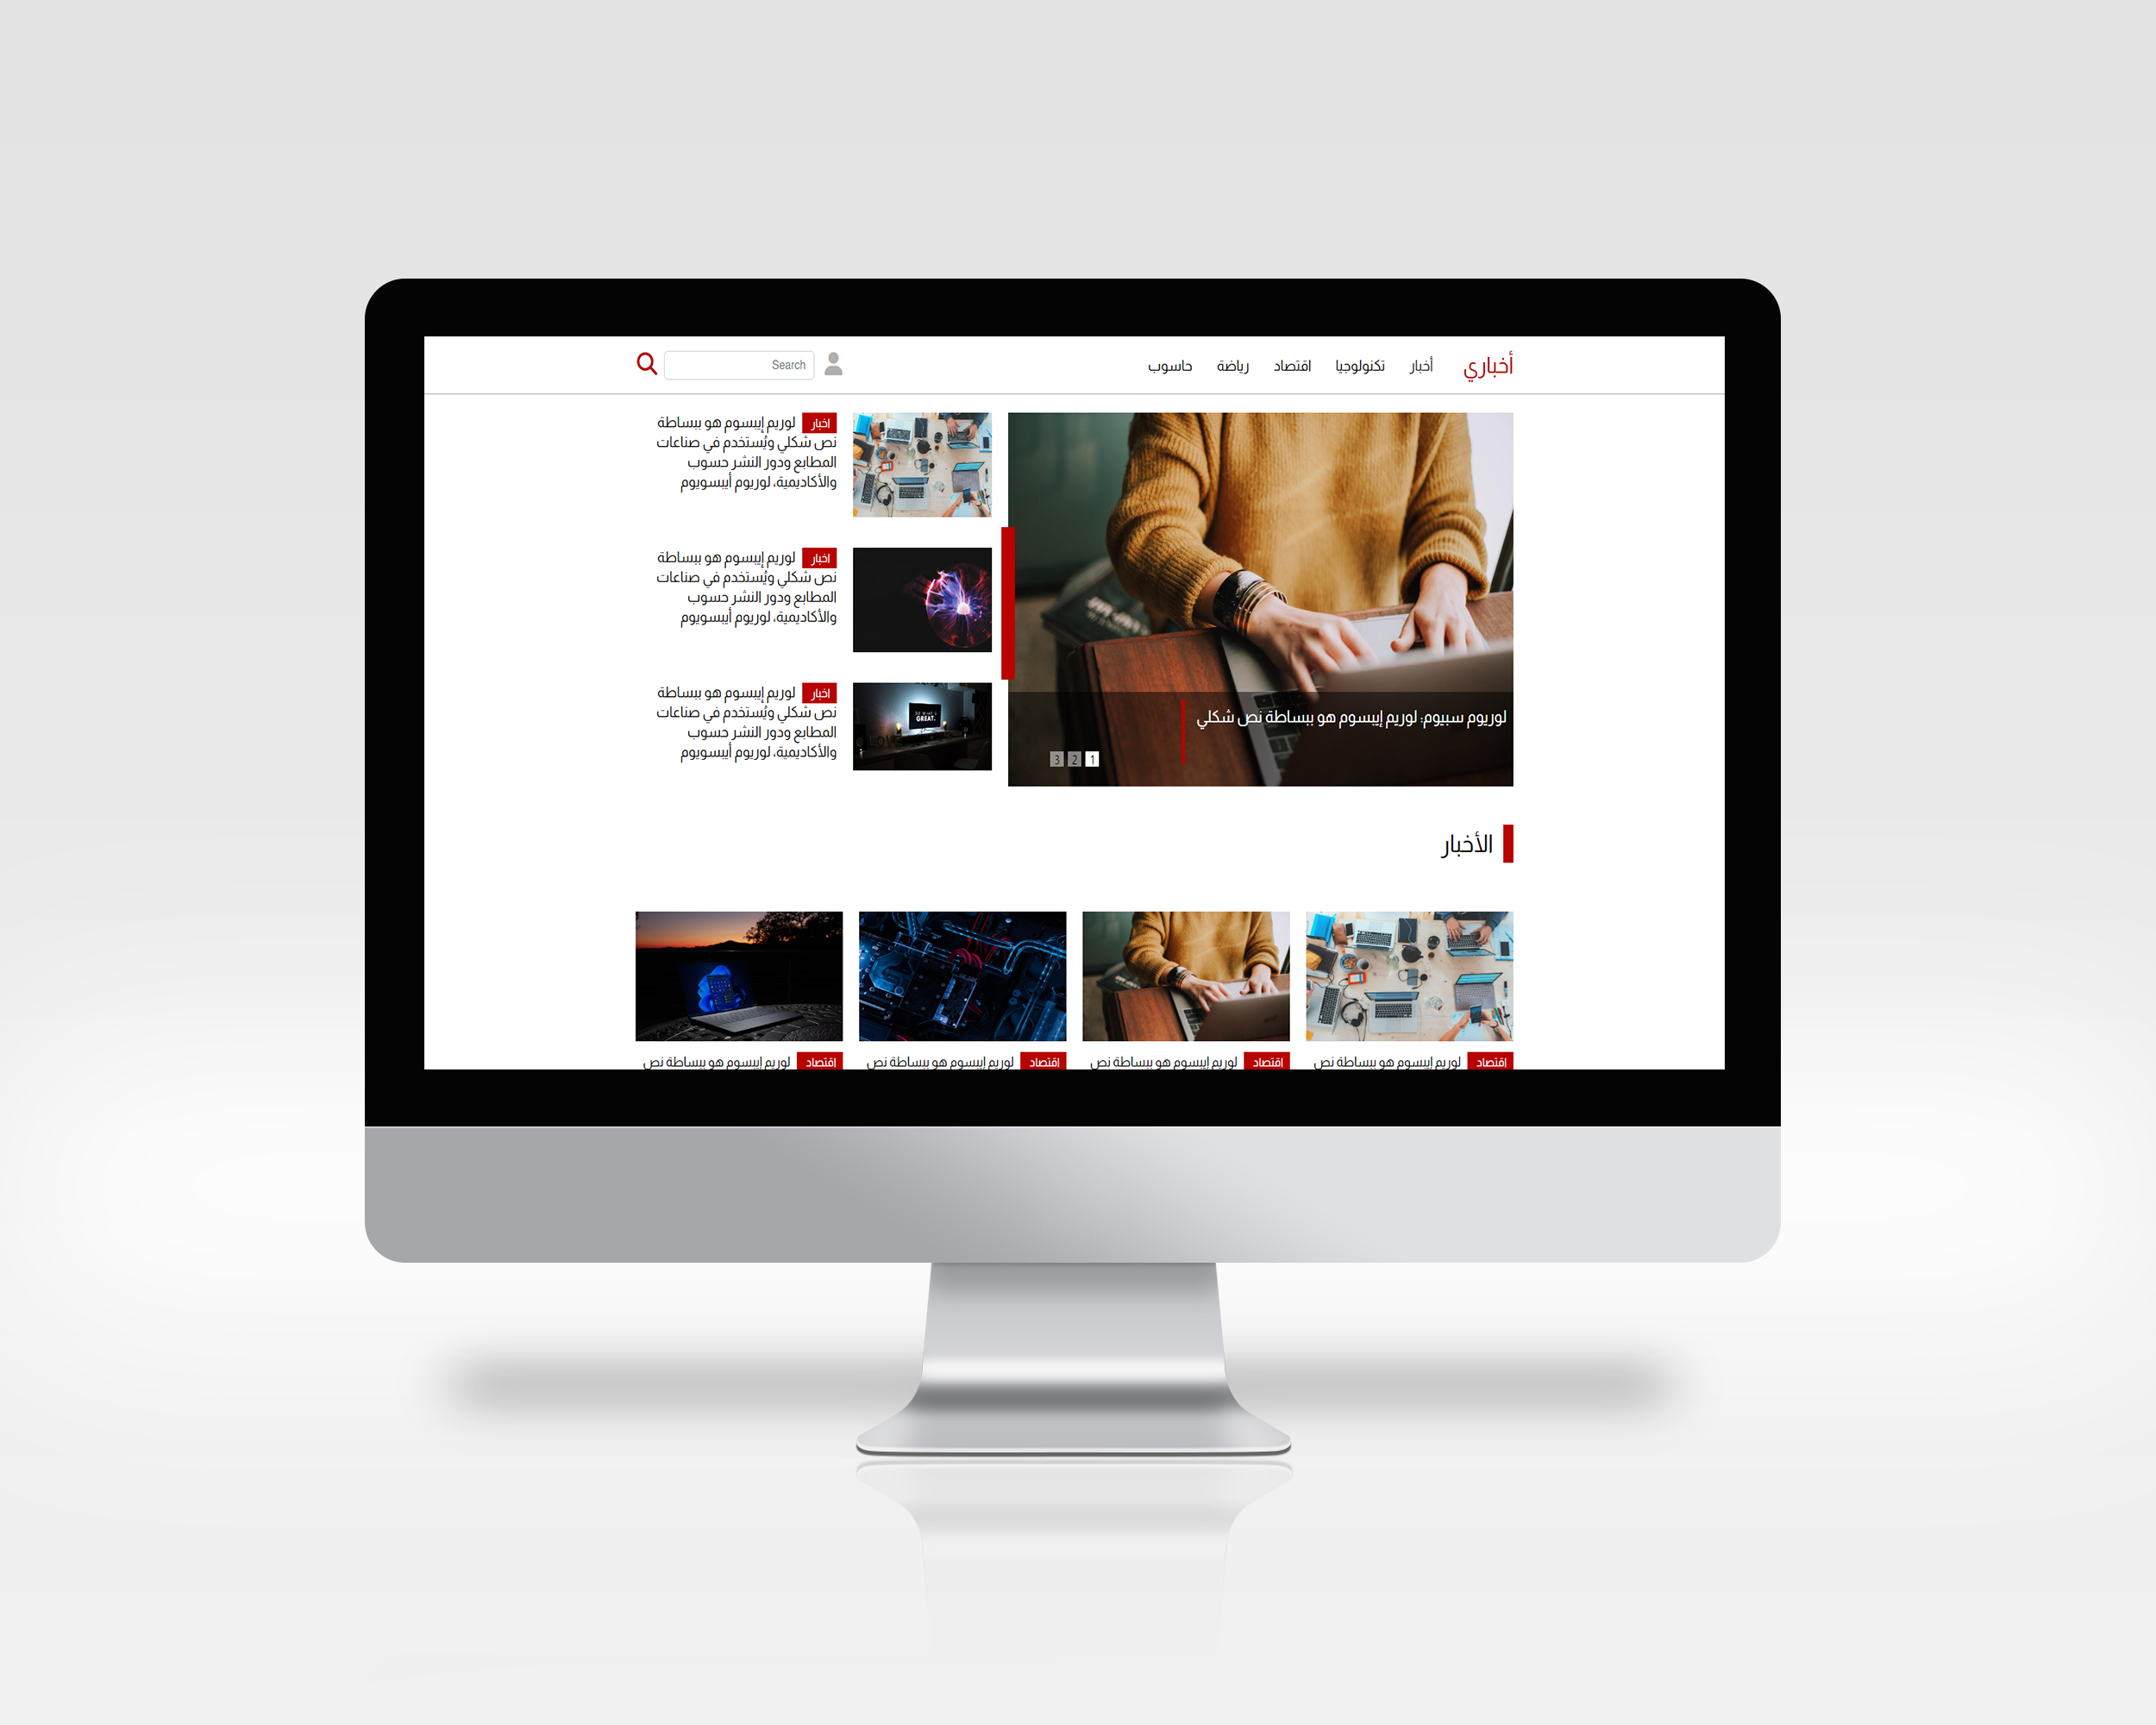 أخباري
أخبار
تكنولوجيا
اقتصاد
رياضة
حاسوب
Search
لوريوم سبيوم: لوريم إيبسوم هو ببساطة نص شكلي
1 2 3
اخبار لوريم إيبسوم هو ببساطة
نص شكلي ويُستخدم في صناعات
المطابع ودور النشر حسوب
والأكاديمية، لوريوم أيبسويوم
اخبار لوريم إيبسوم هو ببساطة
نص شكلي ويُستخدم في صناعات
المطابع ودور النشر حسوب
والأكاديمية، لوريوم أيبسويوم
GREAT.
اخبار لوريم إيبسوم هو ببساطة
نص شكلي ويُستخدم في صناعات
المطابع ودور النشر حسوب
والأكاديمية، لوريوم أيبسويوم
الأخبار
اقتصاد لوريم إيبسوم هو ببساطة نص
اقتصاد لوريم إيبسوم هو ببساطة نص
اقتصاد لوريم إيبسوم هو ببساطة نص
اقتصاد لوريم إيبسوم هو ببساطة نص